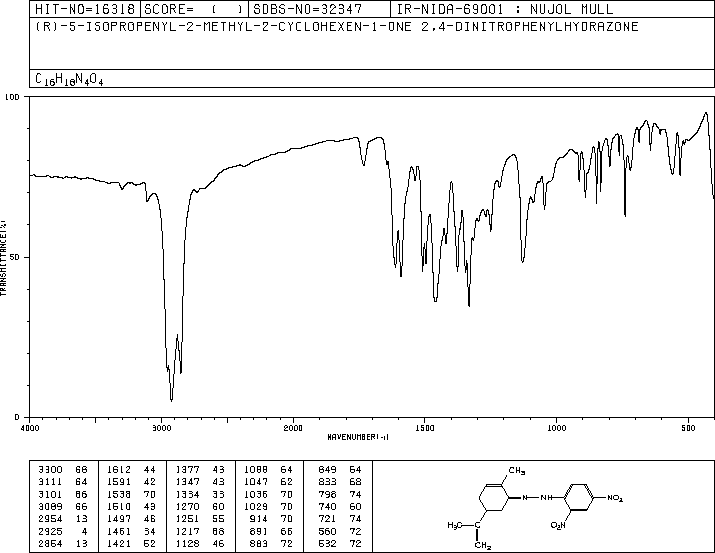 HIT-NO=16318 SCORE= ( ) SDBS-NO=32347 IR-NIDA-69001 : NUJOL MULL
(R)-5-ISOPROPENYL-2-METHYL-2-CYCLOHEXEN-1-ONE 2,4-DINITROPHENYLHYDRAZONE
C16H18N4O4
100
50
0
TRANSMITTANCE(%)
4000 3000 2000 1500 1000 500
WAVENUMBER(-1)
3300 68 1612 44 1377 43 1088 64 849 64
3111 64 1591 42 1347 43 1047 62 833 68
3101 86 1538 70 1334 33 1036 70 798 74
3089 66 1510 43 1270 60 1029 70 740 60
2954 13 1497 46 1251 55 914 70 721 74
2925 4 1461 34 1217 68 891 66 560 72
2854 13 1421 52 1128 46 883 72 532 72
CH3
N NH NO2
H3C NO2
CH2